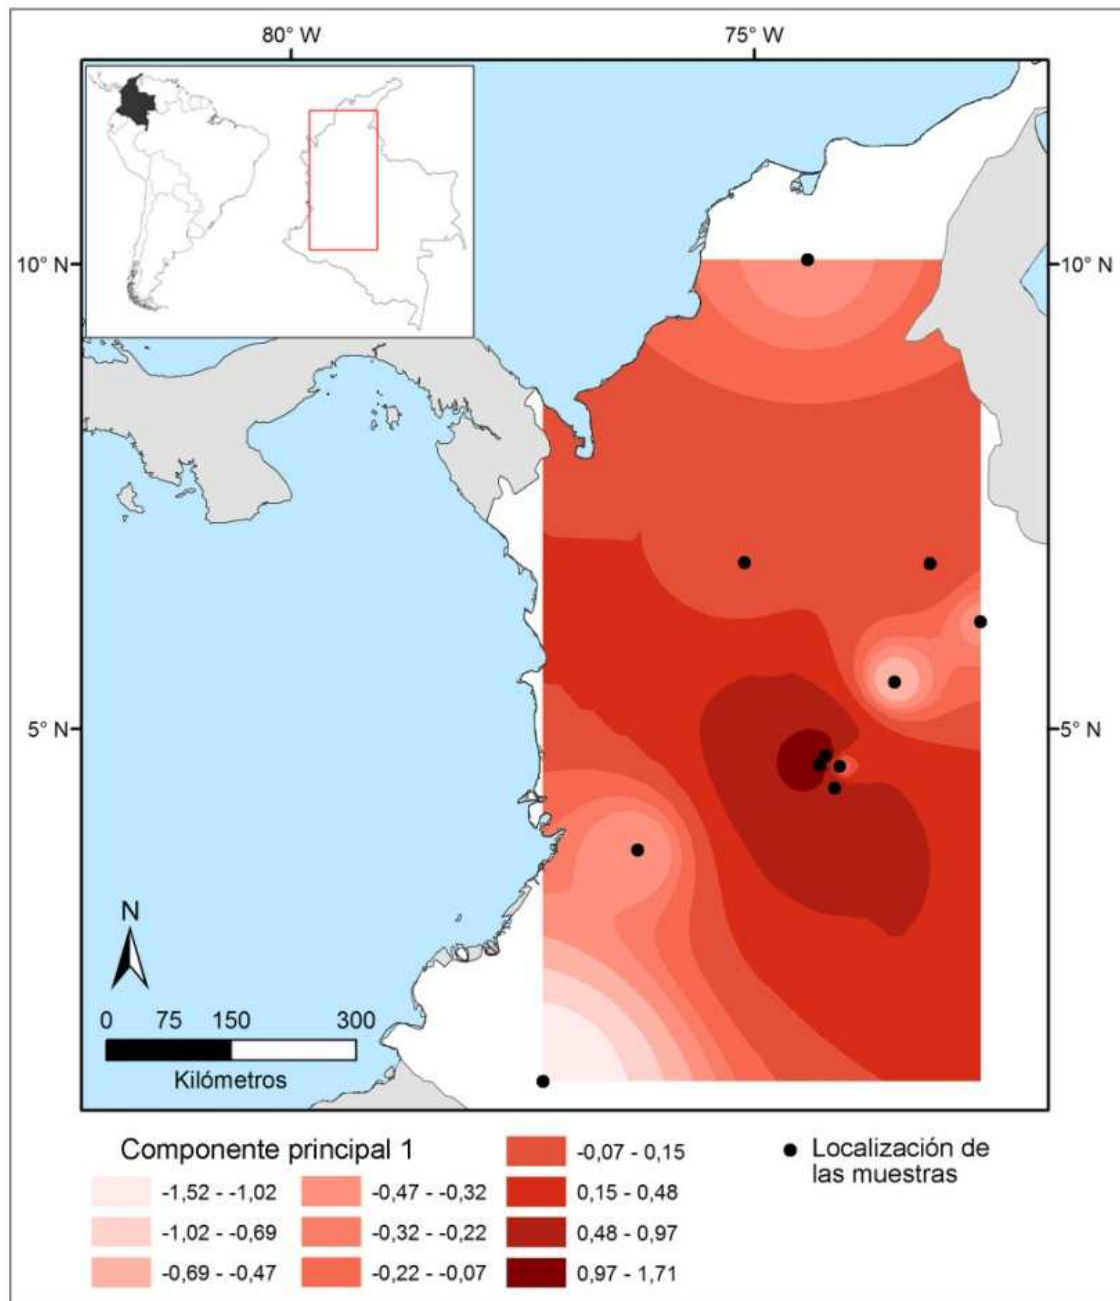 80° W
75° W
10° N
10° N
5° N
5° N
N
0 75 150 300
Kilómetros
Componente principal 1
-1,52 - -1,02
-1,02 - -0,69
-0,69 - -0,47
-0,47 - -0,32
-0,32 - -0,22
-0,22 - -0,07
-0,07 - 0,15
0,15 - 0,48
0,48 - 0,97
0,97 - 1,71
Localización de
las muestras